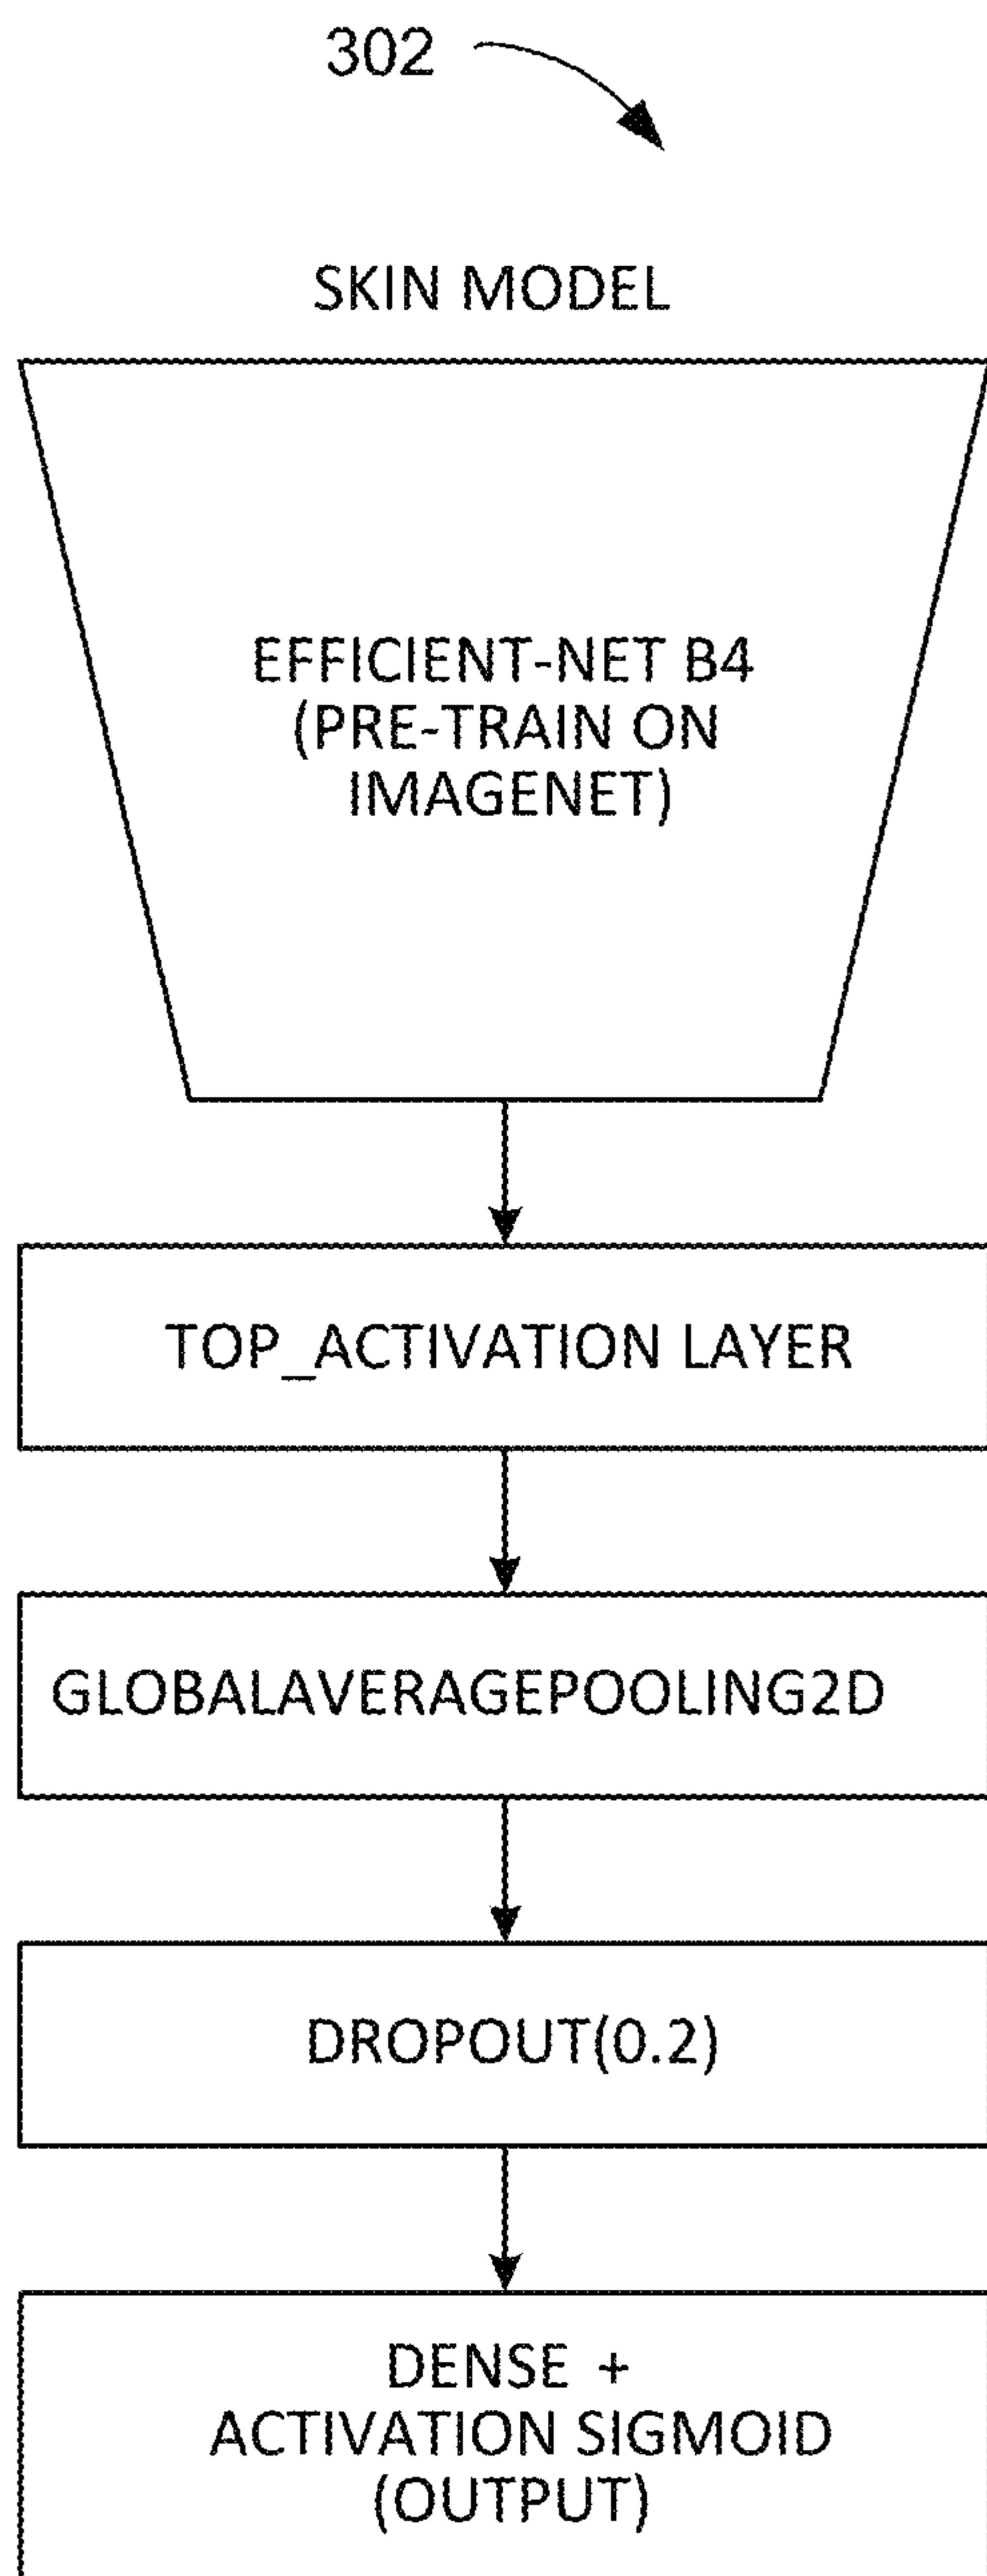 302
SKIN MODEL
EFFICIENT-NET B4
(PRE-TRAIN ON
IMAGENET)
TOP_ACTIVATION LAYER
GLOBALAVERAGEPOOLING2D
DROPOUT(0.2)
DENSE +
ACTIVATION SIGMOID
(OUTPUT)